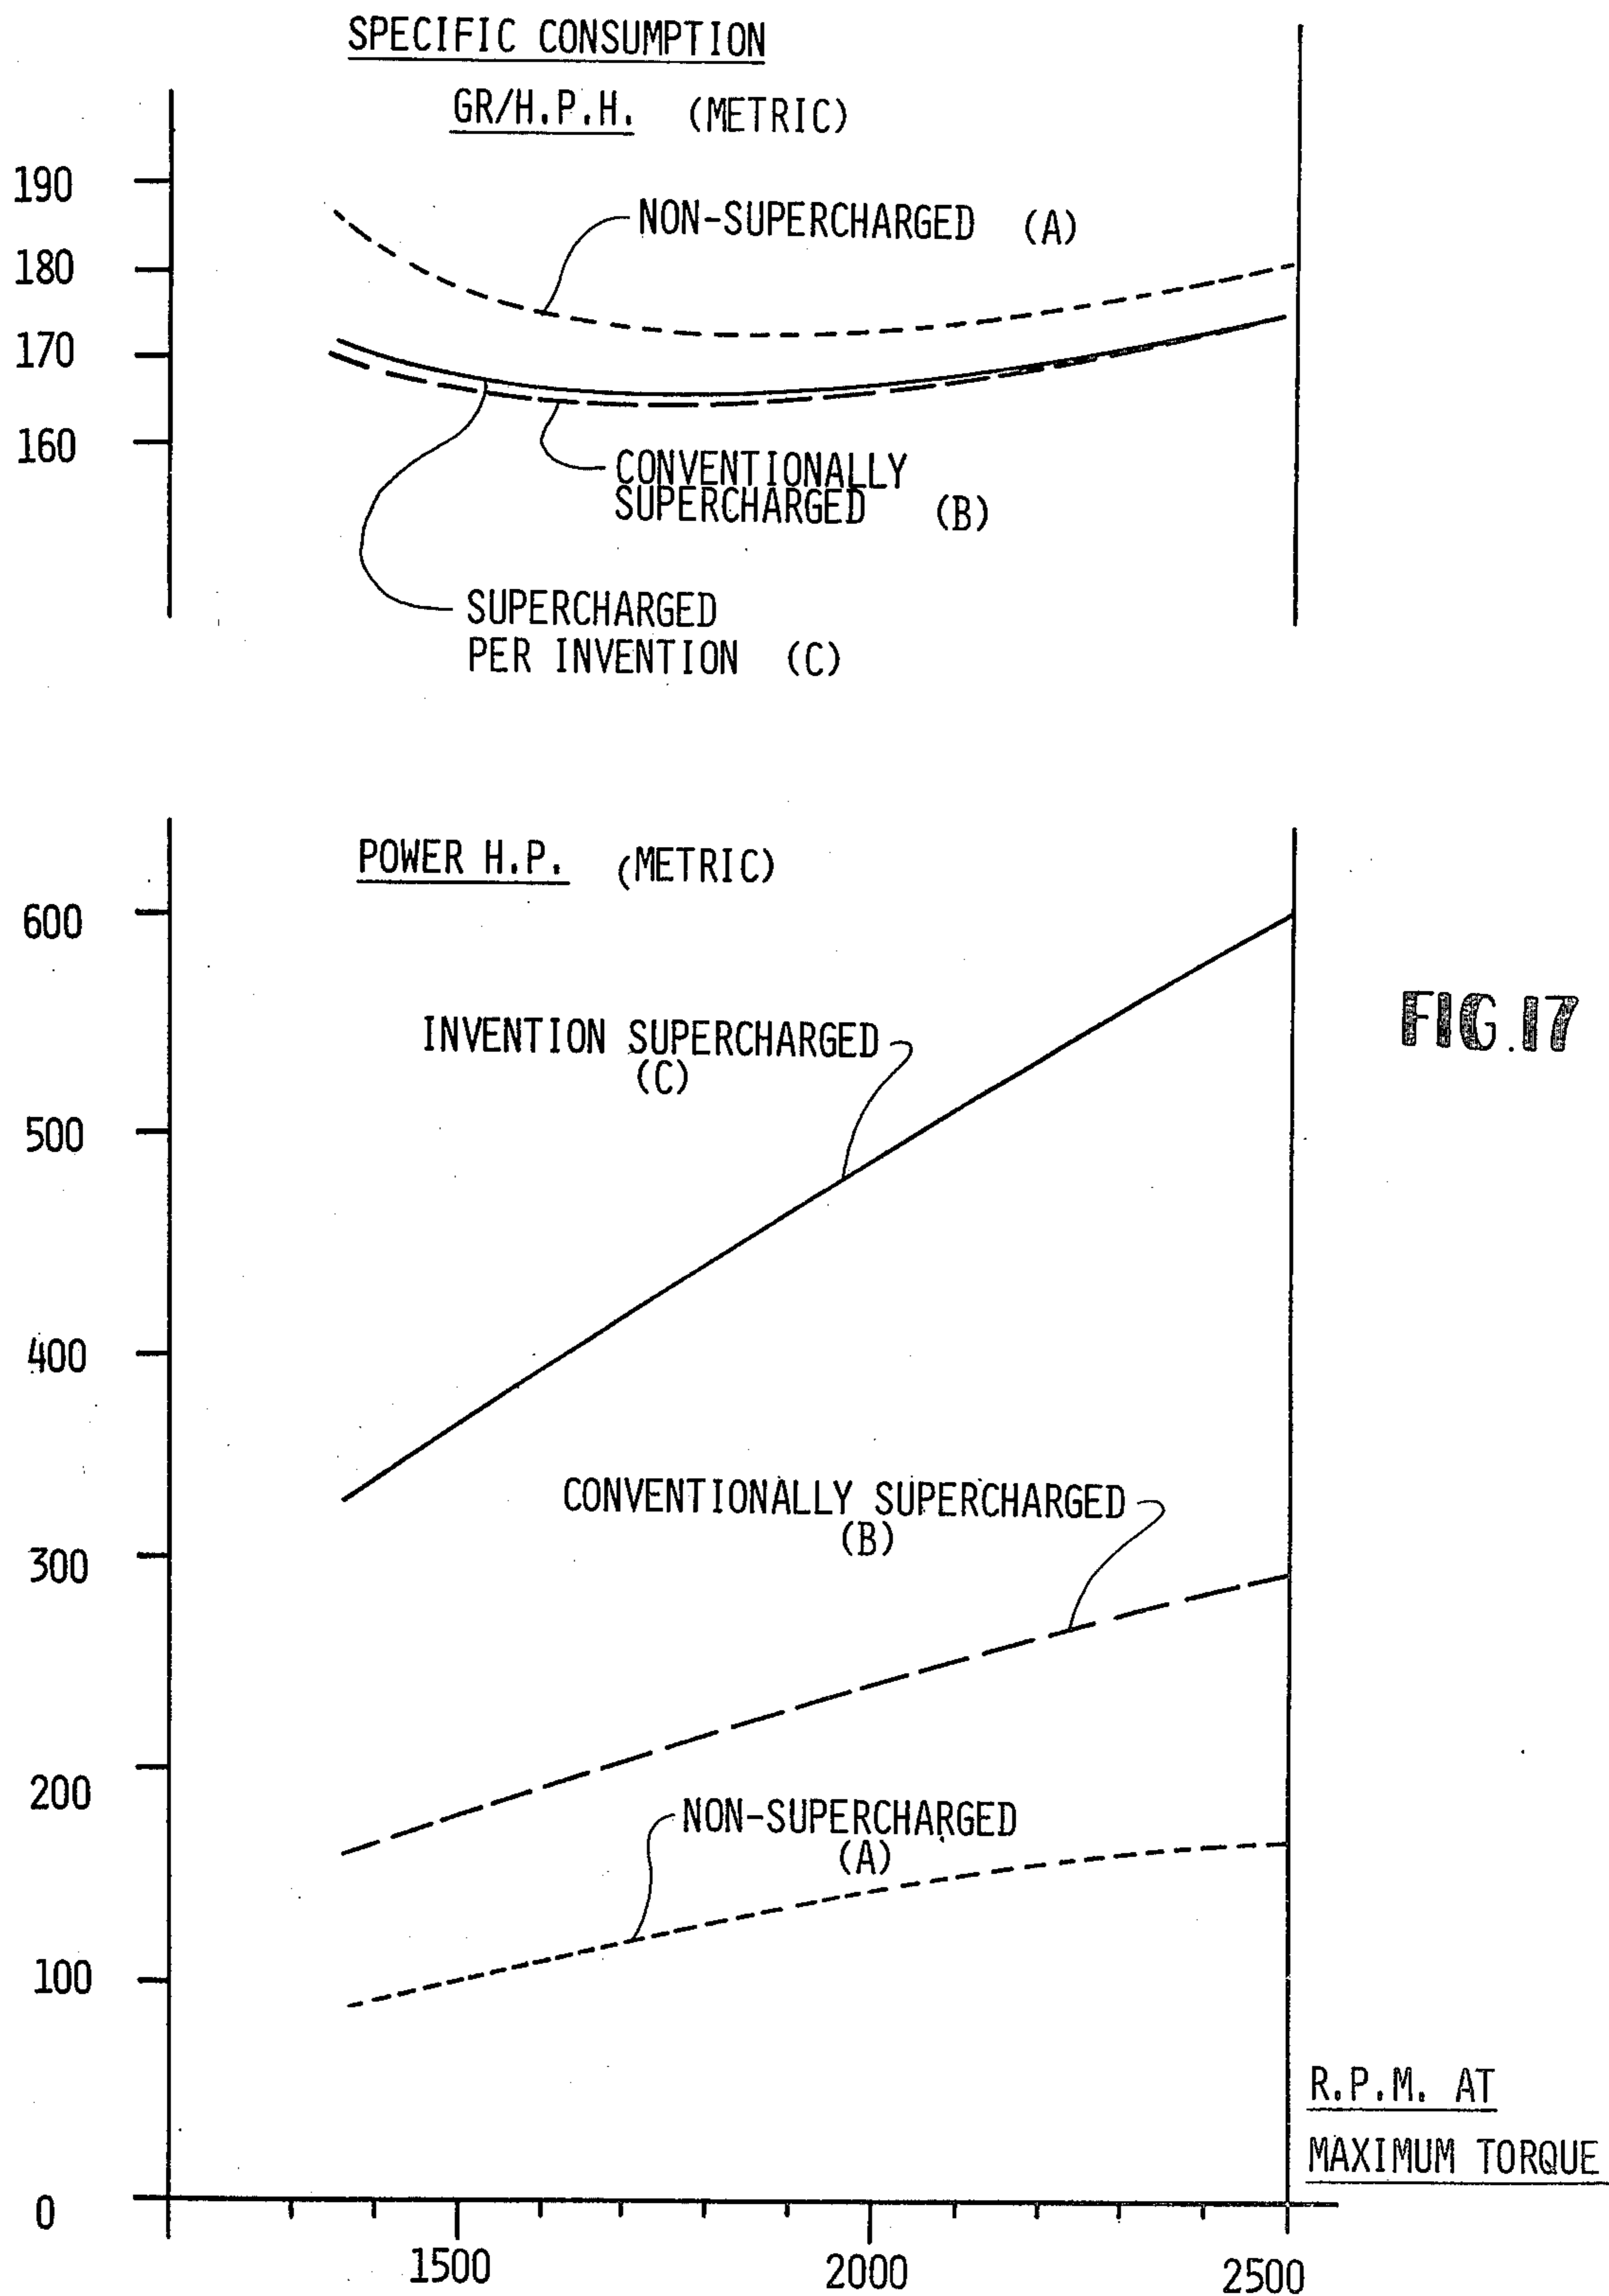 SPECIFIC CONSUMPTION
GR/H.P.H. (METRIC)
190
NON-SUPERCHARGED (A)
180
170
160
CONVENTIONALLY
SUPERCHARGED (B)
SUPERCHARGED
PER INVENTION (C)
POWER H.P. (METRIC)
600
INVENTION SUPERCHARGED
(C)
FIG.17
500
400
CONVENTIONALLY SUPERCHARGED
(B)
300
200
NON-SUPERCHARGED
(A)
100
R.P.M. AT
MAXIMUM TORQUE
0
1500
2000
2500